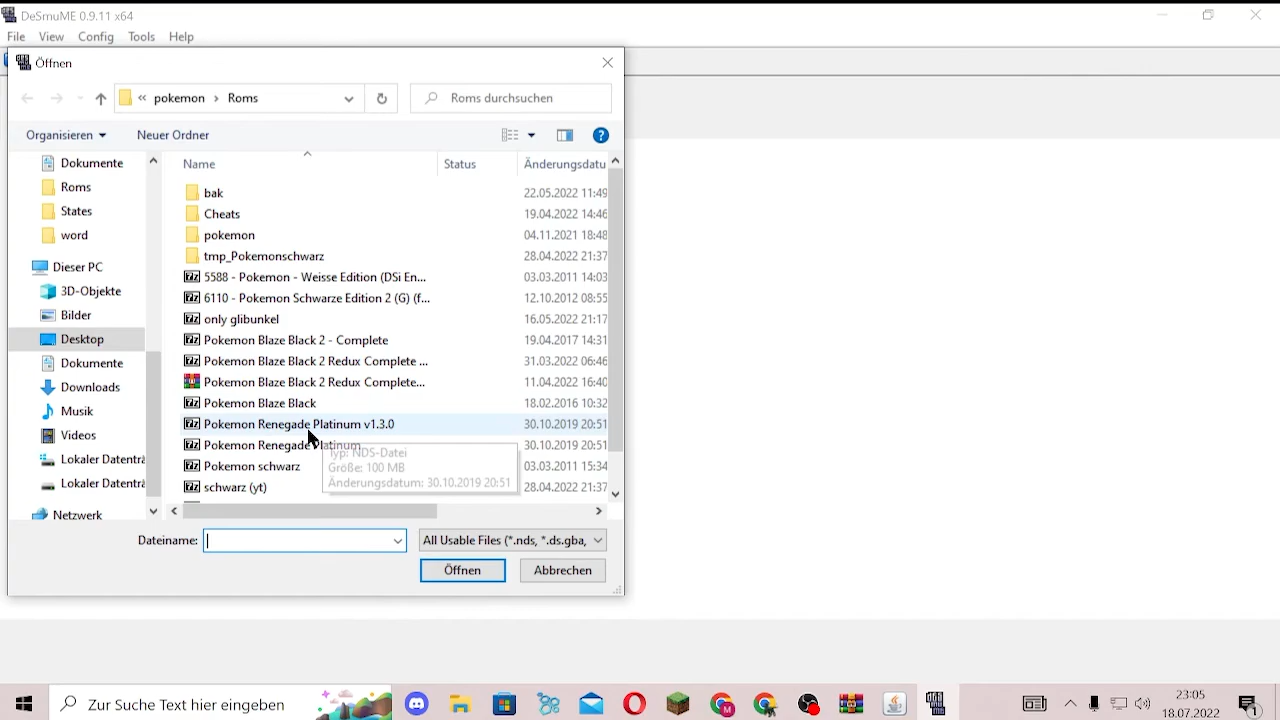 DeSmuME 0.9.11 x64
File View Config Tools Help
Öffnen
« pokemon › Roms
Roms durchsuchen
Organisieren
Neuer Ordner
Name Status Änderungsdatu
Dokumente
Roms
States
word
Dieser PC
3D-Objekte
Bilder
Desktop
Dokumente
Downloads
Musik
Videos
Lokaler Datenträ
Lokaler Datenträ
Netzwerk
bak 22.05.2022 11:49
Cheats 19.04.2022 14:46
pokemon 04.11.2021 18:48
tmp_Pokemonschwarz 28.04.2022 21:37
5588 - Pokemon - Weisse Edition (DSi En... 03.03.2011 14:03
6110 - Pokemon Schwarze Edition 2 (G) (f... 12.10.2012 08:55
only glibunkel 16.05.2022 21:17
Pokemon Blaze Black 2 - Complete 19.04.2017 14:31
Pokemon Blaze Black 2 Redux Complete ... 31.03.2022 06:46
Pokemon Blaze Black 2 Redux Complete... 11.04.2022 16:40
Pokemon Blaze Black 18.02.2016 10:32
Pokemon Renegade Platinum v1.3.0 30.10.2019 20:51
Pokemon Renegade Platinum 30.10.2019 20:51
Pokemon schwarz 03.03.2011 15:34
schwarz (yt) 28.04.2022 21:37
Typ: NDS-Datei
Größe: 100 MB
Änderungsdatum: 30.10.2019 20:51
Dateiname:
All Usable Files (*.nds, *.ds.gba,
Öffnen
Abbrechen
Zur Suche Text hier eingeben
23:05
18.07.2022
1